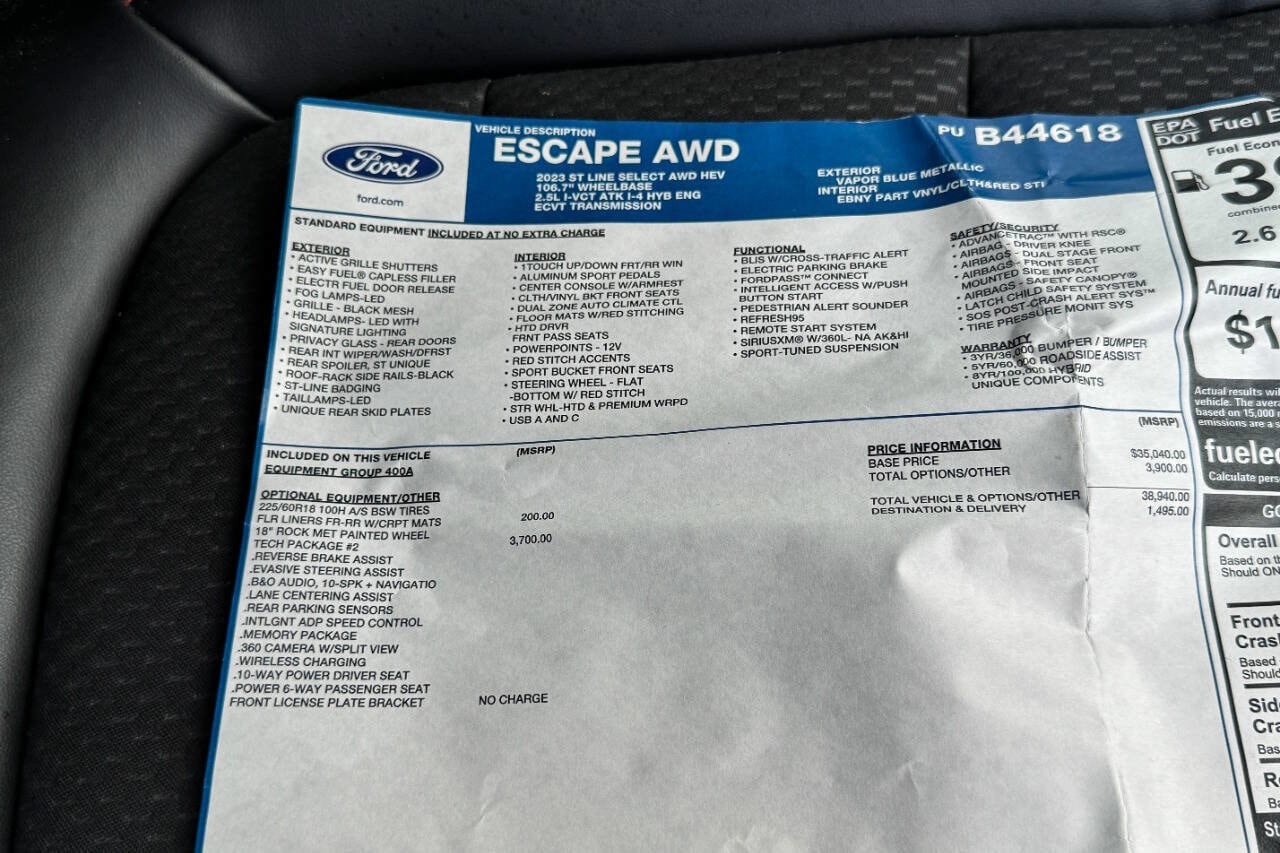 Ford
ford.com
VEHICLE DESCRIPTION
ESCAPE AWD
2023 ST LINE SELECT AWD HEV
106.7" WHEELBASE
2.5L I-VCT ATK I-4 HYB ENG
ECVT TRANSMISSION
PU B44618
EXTERIOR
VAPOR BLUE METALLIC
INTERIOR
EBNY PART VNYL/CLTH&RED STI
STANDARD EQUIPMENT INCLUDED AT NO EXTRA CHARGE
EXTERIOR
• ACTIVE GRILLE SHUTTERS
• EASY FUEL® CAPLESS FILLER
• ELECTR FUEL DOOR RELEASE
• FOG LAMPS-LED
• GRILLE - BLACK MESH
• HEADLAMPS- LED WITH
SIGNATURE LIGHTING
• PRIVACY GLASS - REAR DOORS
• REAR INT WIPER/WASH/DFRST
• REAR SPOILER, ST UNIQUE
• ROOF-RACK SIDE RAILS-BLACK
• ST-LINE BADGING
• TAILLAMPS-LED
• UNIQUE REAR SKID PLATES
INTERIOR
• 1TOUCH UP/DOWN FRT/RR WIN
• ALUMINUM SPORT PEDALS
• CENTER CONSOLE W/ARMREST
• CLTH/VINYL BKT FRONT SEATS
• DUAL ZONE AUTO CLIMATE CTL
• FLOOR MATS W/RED STITCHING
• HTD DRVR
FRNT PASS SEATS
• POWERPOINTS - 12V
• RED STITCH ACCENTS
• SPORT BUCKET FRONT SEATS
• STEERING WHEEL - FLAT
-BOTTOM W/ RED STITCH
• STR WHL-HTD & PREMIUM WRPD
• USB A AND C
FUNCTIONAL
• BLIS W/CROSS-TRAFFIC ALERT
• ELECTRIC PARKING BRAKE
• FORDPASS™ CONNECT
• INTELLIGENT ACCESS W/PUSH
BUTTON START
• PEDESTRIAN ALERT SOUNDER
• REFRESH95
• REMOTE START SYSTEM
• SIRIUSXM® W/360L- NA AK&HI
• SPORT-TUNED SUSPENSION
SAFETY/SECURITY
• ADVANCETRAC™ WITH RSC®
• AIRBAG - DRIVER KNEE
• AIRBAGS - DUAL STAGE FRONT
• AIRBAGS - FRONT SEAT
MOUNTED SIDE IMPACT
• AIRBAGS - SAFETY CANOPY®
• LATCH CHILD SAFETY SYSTEM
• SOS POST-CRASH ALERT SYS™
• TIRE PRESSURE MONIT SYS
WARRANTY
• 3YR/36,000 BUMPER / BUMPER
• 5YR/60,000 ROADSIDE ASSIST
• 8YR/100,000 HYBRID
UNIQUE COMPONENTS
INCLUDED ON THIS VEHICLE (MSRP)
EQUIPMENT GROUP 400A
OPTIONAL EQUIPMENT/OTHER
225/60R18 100H A/S BSW TIRES
FLR LINERS FR-RR W/CRPT MATS 200.00
18" ROCK MET PAINTED WHEEL
TECH PACKAGE #2 3,700.00
.REVERSE BRAKE ASSIST
.EVASIVE STEERING ASSIST
.B&O AUDIO, 10-SPK + NAVIGATIO
.LANE CENTERING ASSIST
.REAR PARKING SENSORS
.INTLGNT ADP SPEED CONTROL
.MEMORY PACKAGE
.360 CAMERA W/SPLIT VIEW
.WIRELESS CHARGING
.10-WAY POWER DRIVER SEAT
.POWER 6-WAY PASSENGER SEAT
FRONT LICENSE PLATE BRACKET NO CHARGE
PRICE INFORMATION (MSRP)
BASE PRICE $35,040.00
TOTAL OPTIONS/OTHER 3,900.00
TOTAL VEHICLE & OPTIONS/OTHER 38,940.00
DESTINATION & DELIVERY 1,495.00
EPA
DOT
Fuel E
Fuel Econ
3
combine
2.6
Annual fu
$1
Actual results wil
vehicle. The avera
based on 15,000 m
emissions are a s
fuelec
Calculate pers
GO
Overall
Based on th
Should ON
Front
Cras
Based
Should
Sid
Cra
Bas
R
Ba
St